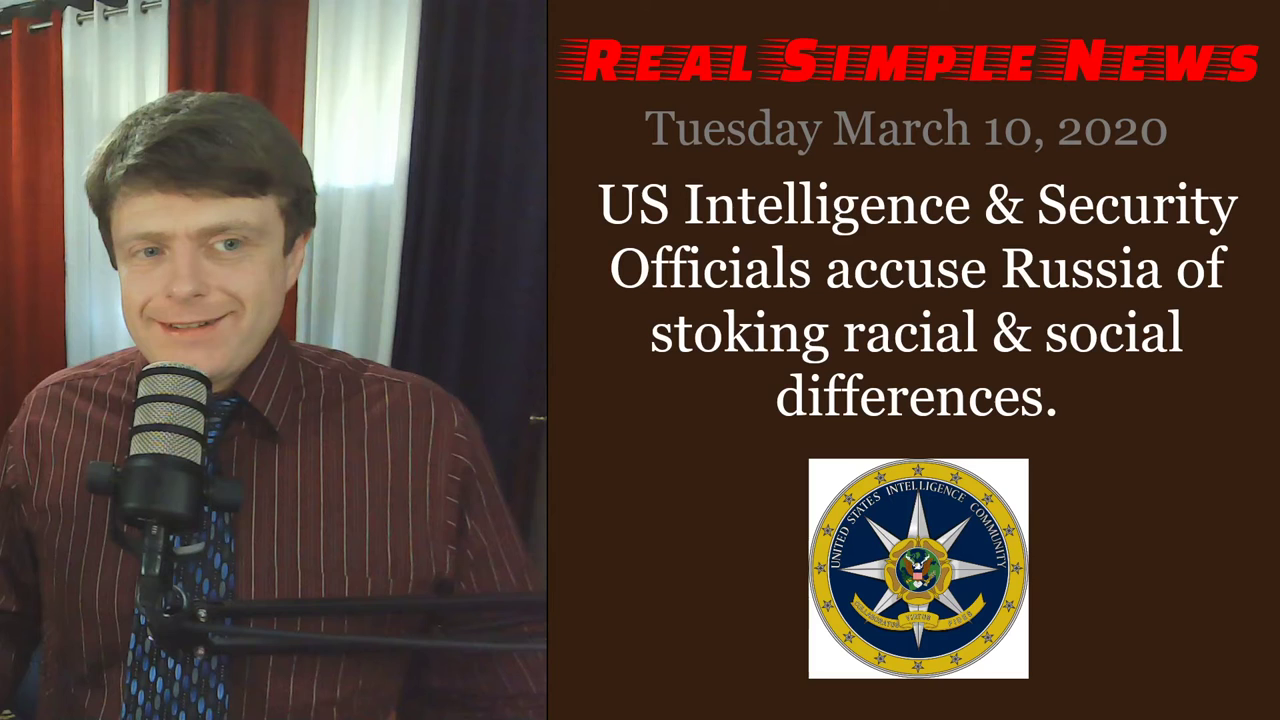 Real Simple News
Tuesday March 10, 2020
US Intelligence & Security
Officials accuse Russia of
stoking racial & social
differences.
UNITED STATES INTELLIGENCE COMMUNITY
VIRTUS FIDES